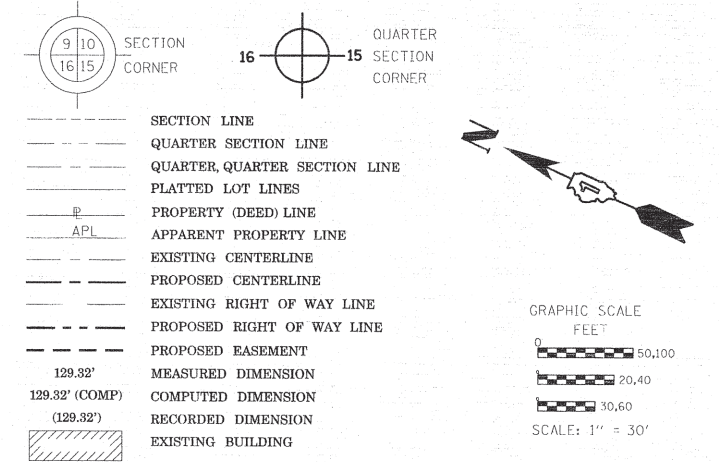 9 10
16 15
SECTION
CORNER
16
15
QUARTER
SECTION
CORNER
SECTION LINE
QUARTER SECTION LINE
QUARTER, QUARTER SECTION LINE
PLATTED LOT LINES
PL PROPERTY (DEED) LINE
APL APPARENT PROPERTY LINE
EXISTING CENTERLINE
PROPOSED CENTERLINE
EXISTING RIGHT OF WAY LINE
PROPOSED RIGHT OF WAY LINE
PROPOSED EASEMENT
129.32' MEASURED DIMENSION
129.32' (COMP) COMPUTED DIMENSION
(129.32') RECORDED DIMENSION
EXISTING BUILDING
N
GRAPHIC SCALE
FEET
0
50,100
0
20,40
0
30,60
SCALE: 1" = 30'